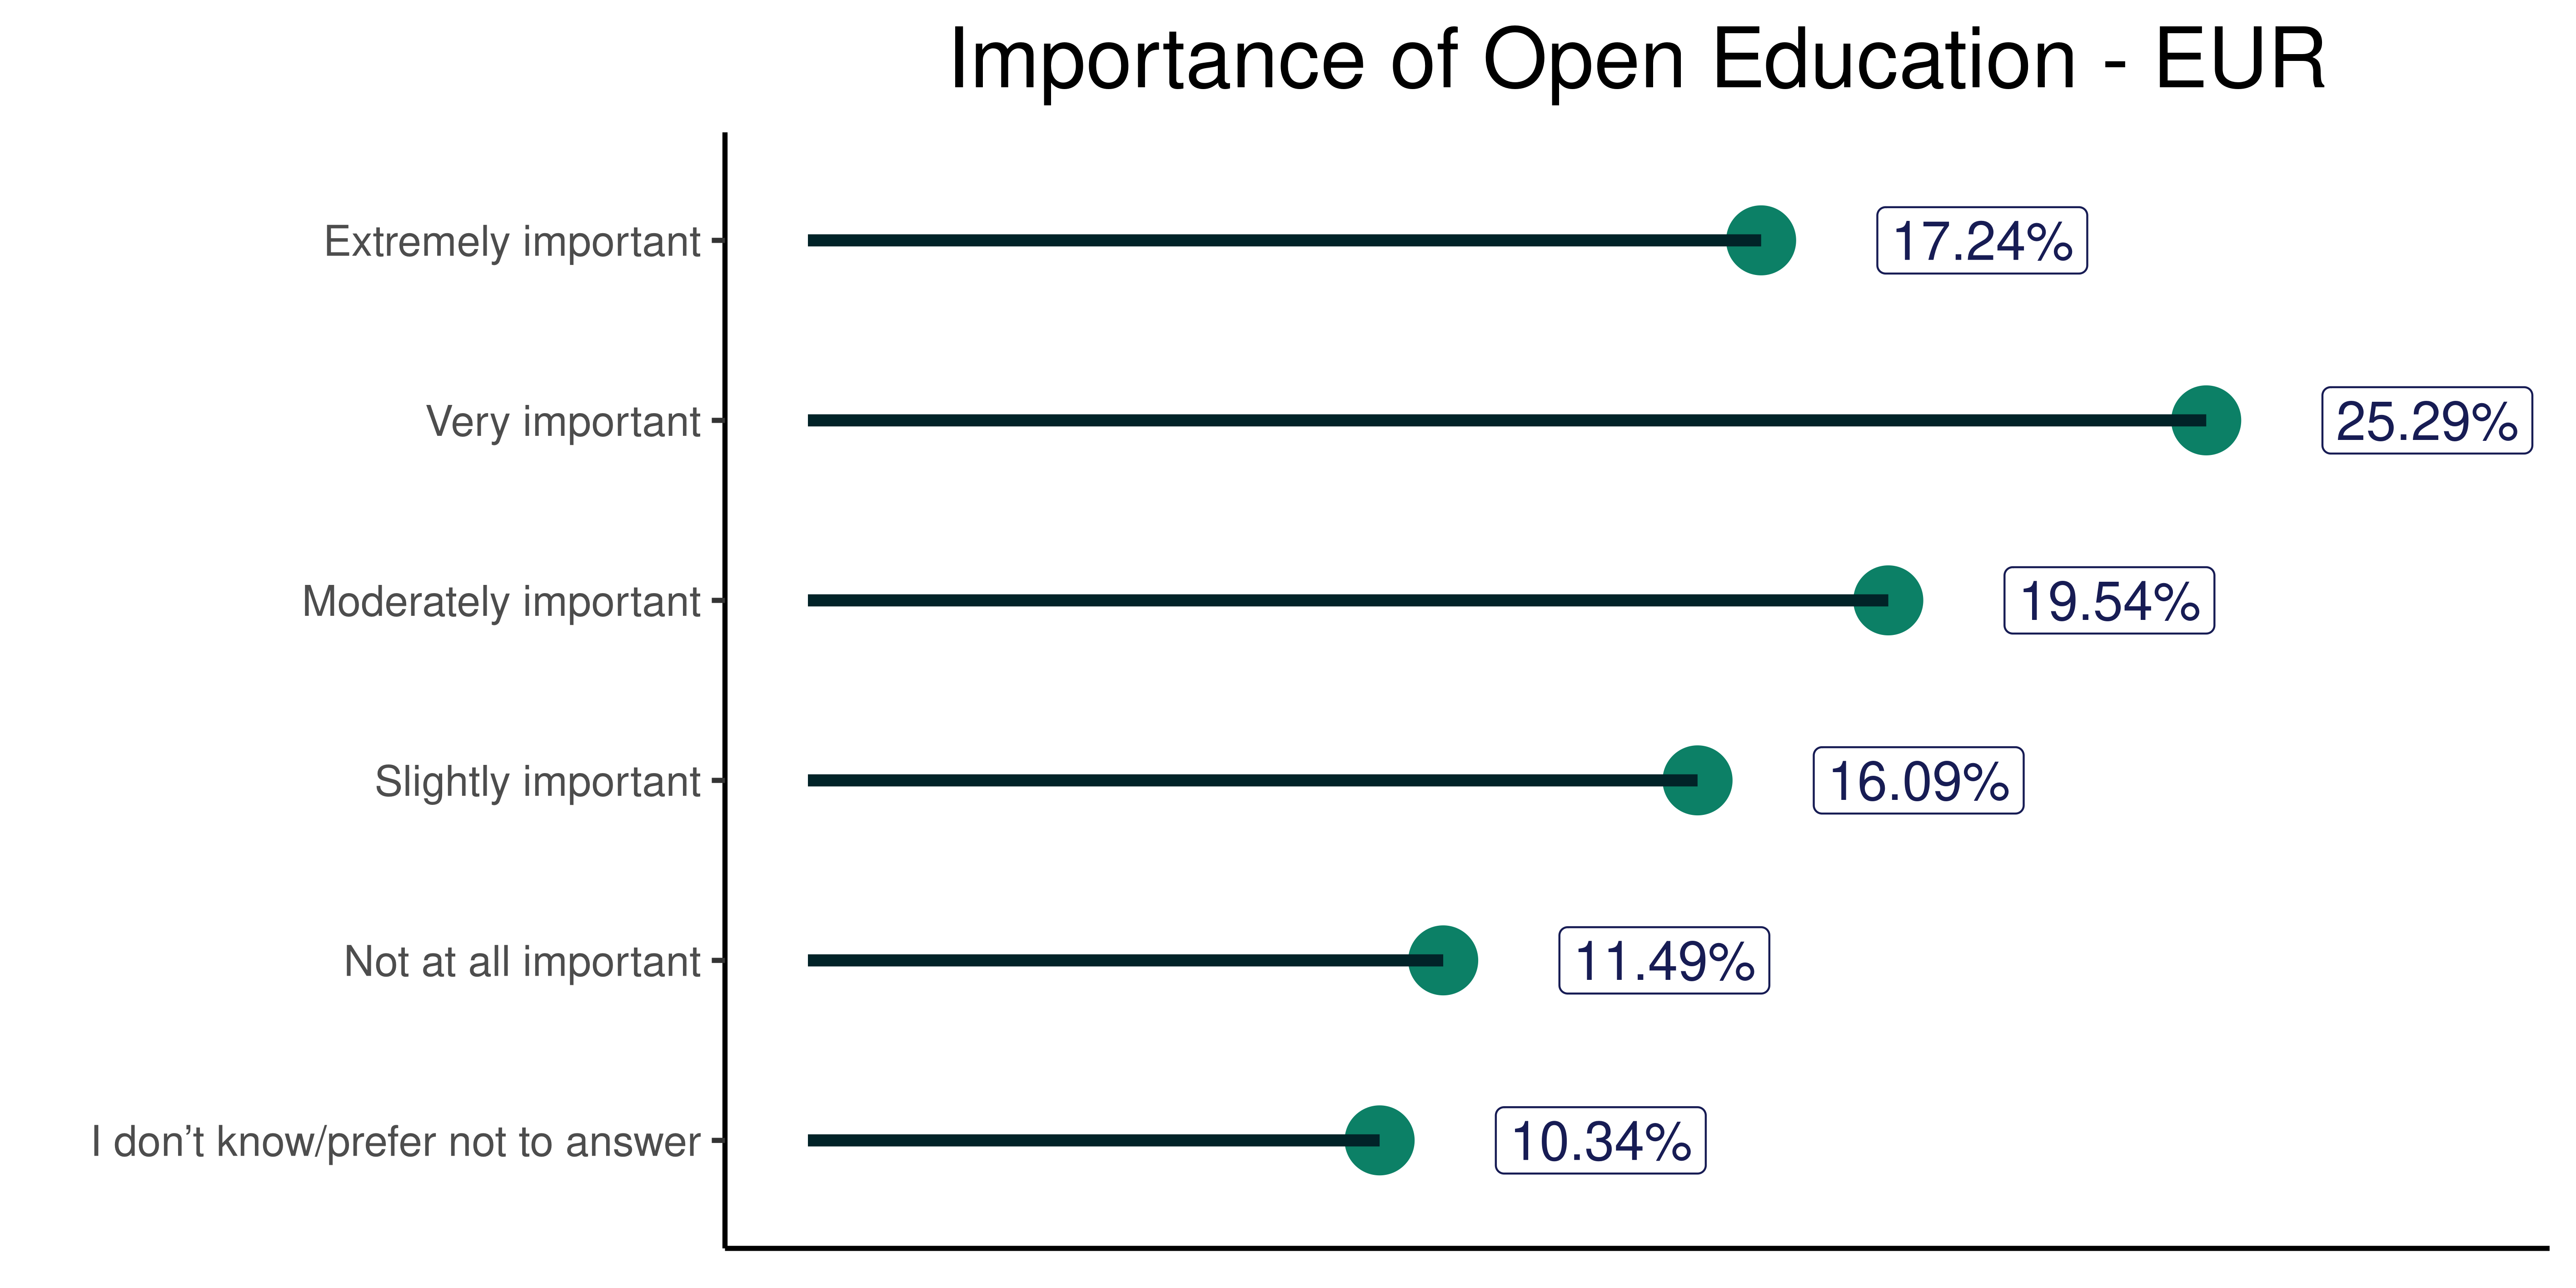 Importance of Open Education - EUR
Extremely important
17.24%
Very important
25.29%
Moderately important
19.54%
Slightly important
16.09%
Not at all important
11.49%
I don’t know/prefer not to answer
10.34%